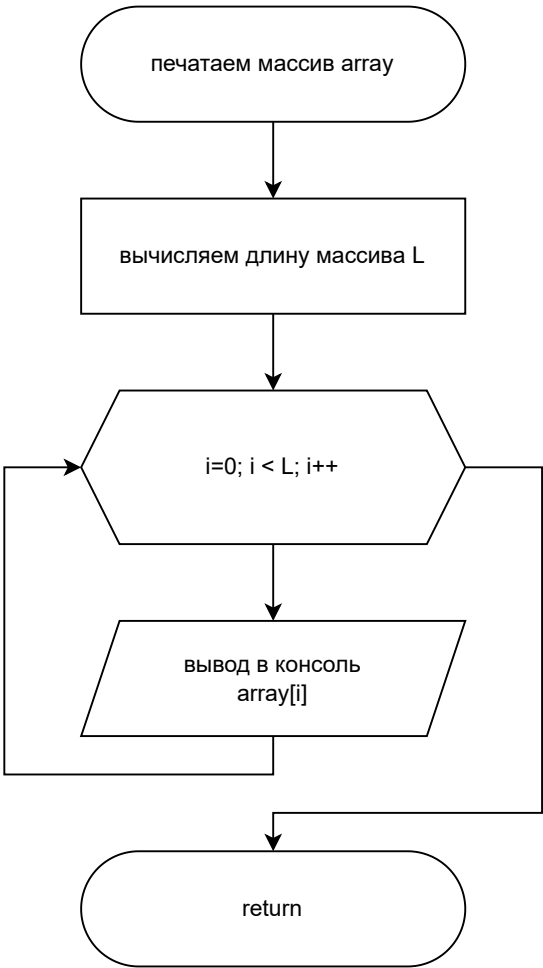 печатаем массив array
вычисляем длину массива L
i=0; i < L; i++
вывод в консоль
array[i]
return